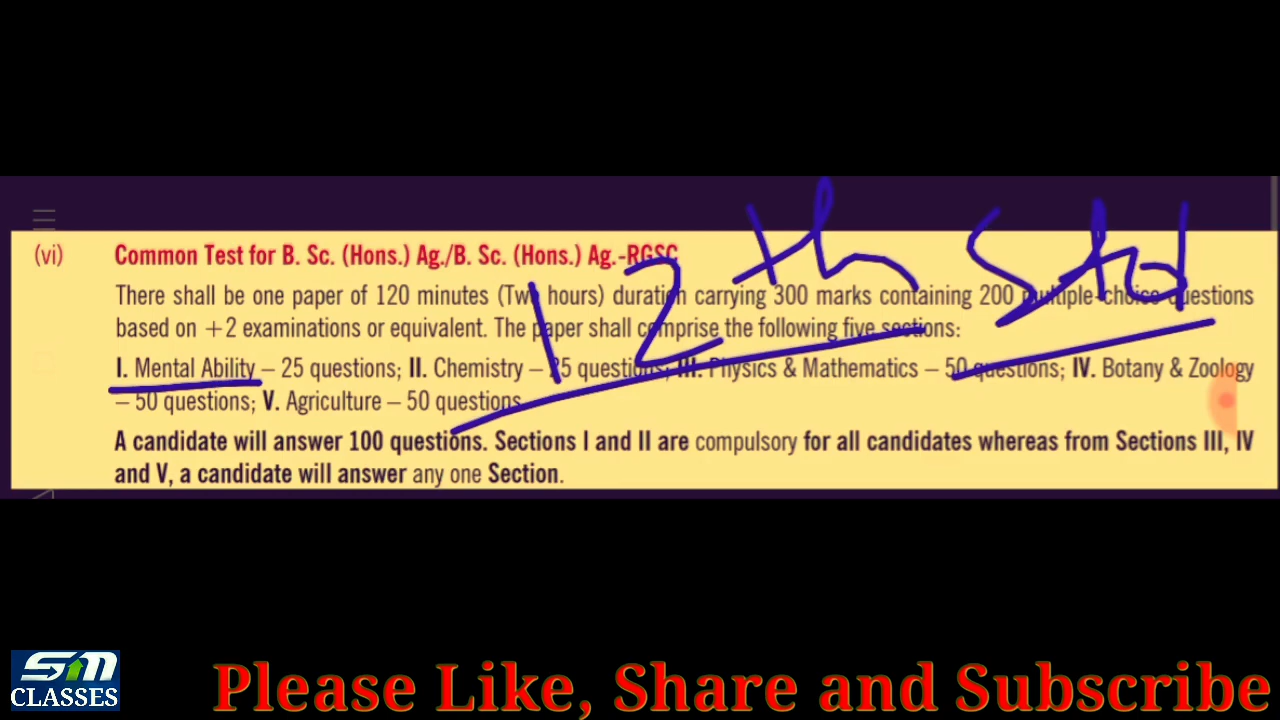 (vi) Common Test for B. Sc. (Hons.) Ag./B. Sc. (Hons.) Ag.-RGSC
There shall be one paper of 120 minutes (Two hours) duration carrying 300 marks containing 200 multiple-choice questions
based on +2 examinations or equivalent. The paper shall comprise the following five sections:
I. Mental Ability – 25 questions; II. Chemistry – 25 questions; III. Physics & Mathematics – 50 questions; IV. Botany & Zoology
– 50 questions; V. Agriculture – 50 questions
A candidate will answer 100 questions. Sections I and II are compulsory for all candidates whereas from Sections III, IV
and V, a candidate will answer any one Section.
12th Std
SM
CLASSES
Please Like, Share and Subscribe